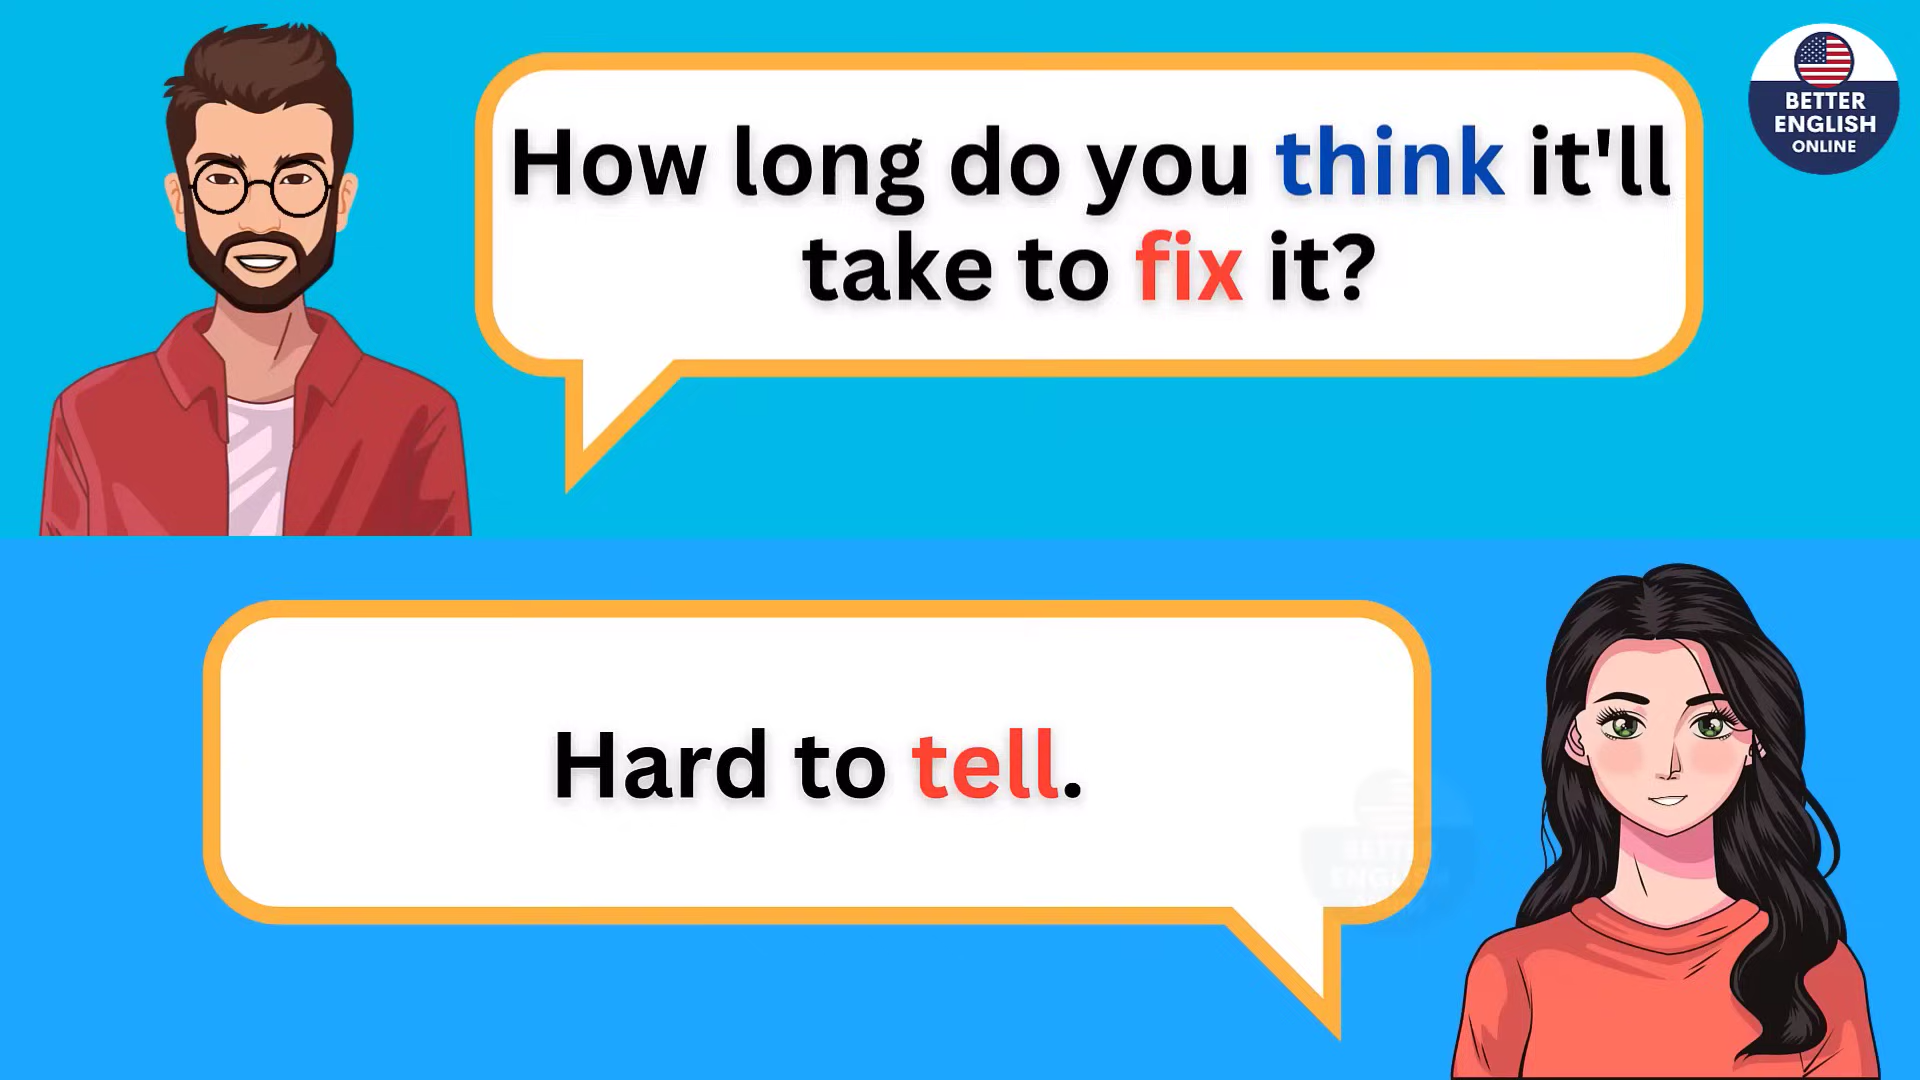 How long do you think it'll
take to fix it?
BETTER
ENGLISH
ONLINE
Hard to tell.